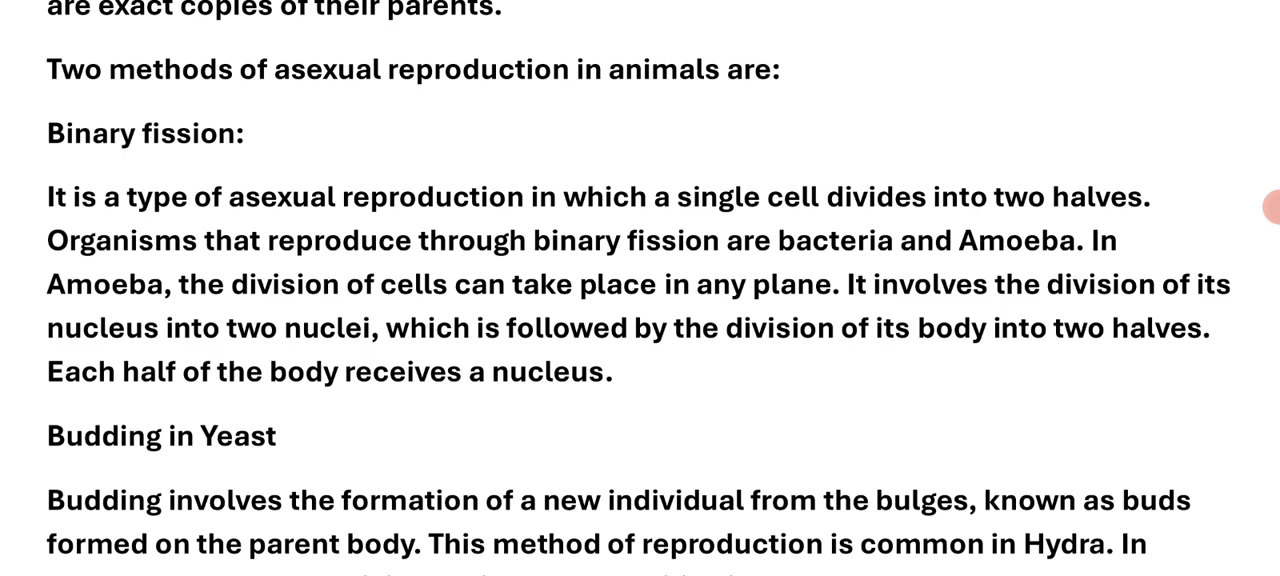 are exact copies of their parents.
Two methods of asexual reproduction in animals are:
Binary fission:
It is a type of asexual reproduction in which a single cell divides into two halves.
Organisms that reproduce through binary fission are bacteria and Amoeba. In
Amoeba, the division of cells can take place in any plane. It involves the division of its
nucleus into two nuclei, which is followed by the division of its body into two halves.
Each half of the body receives a nucleus.
Budding in Yeast
Budding involves the formation of a new individual from the bulges, known as buds
formed on the parent body. This method of reproduction is common in Hydra. In